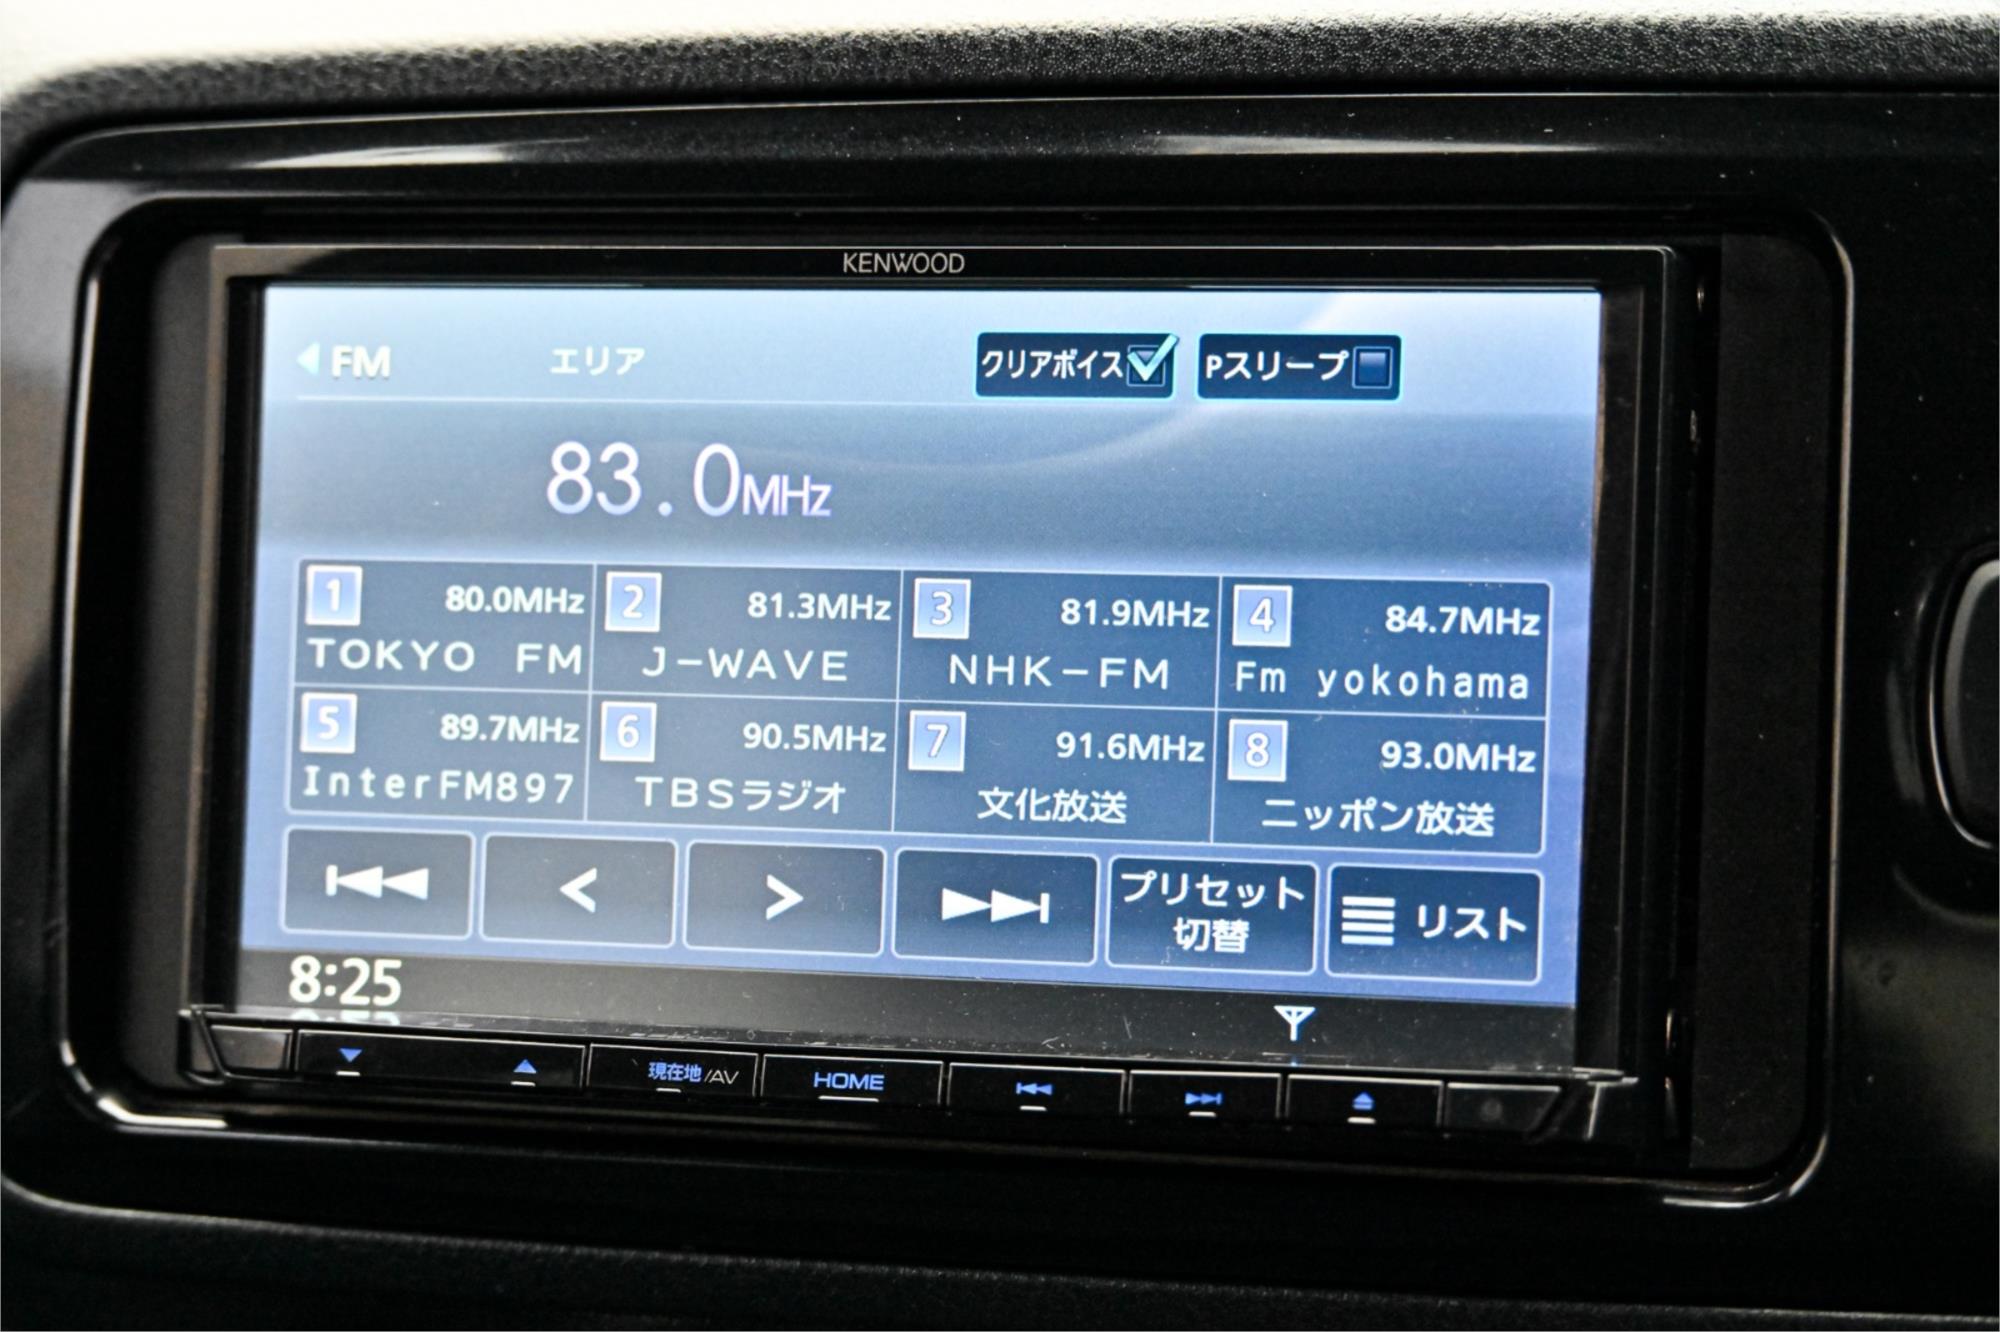 KENWOOD
FM エリア クリアボイス Pスリープ
83.0MHz
1 80.0MHz 2 81.3MHz 3 81.9MHz 4 84.7MHz
TOKYO FM J-WAVE NHK-FM Fm yokohama
5 89.7MHz 6 90.5MHz 7 91.6MHz 8 93.0MHz
InterFM897 TBSラジオ 文化放送 ニッポン放送
プリセット
切替
リスト
8:25
現在地/AV HOME